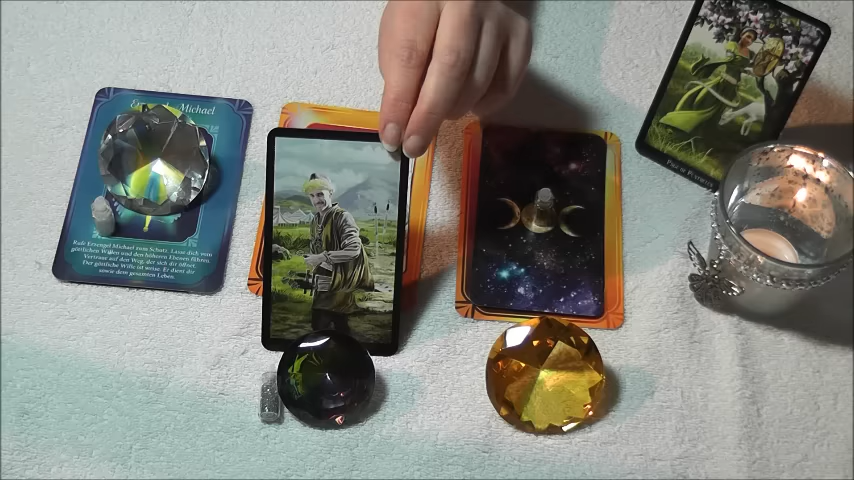 Michael
Rufe Erzengel Michael zum Schutz. Lasse dich vom
göttlichen Willen und den höheren Ebenen führen.
Vertraue auf den Weg, der sich dir öffnet.
Der göttliche Wille ist weise. Er dient dir
sowie dem gesamten Leben.